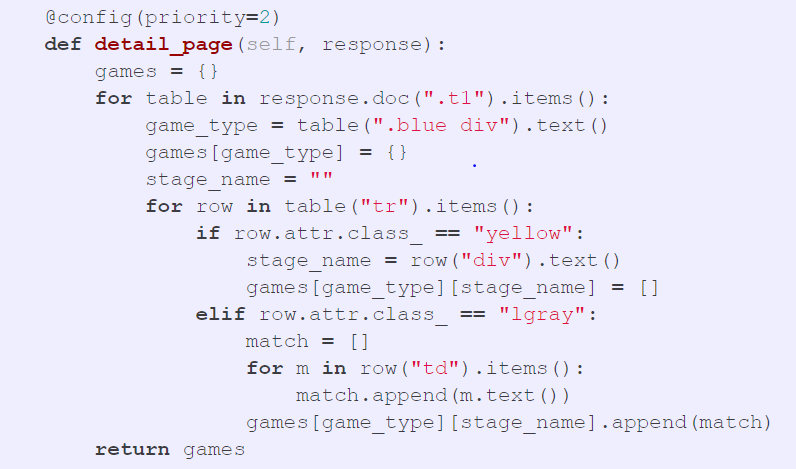 @config(priority=2)
def detail_page(self, response):
    games = {}
    for table in response.doc(".t1").items():
        game_type = table(".blue div").text()
        games[game_type] = {}
        stage_name = ""
        for row in table("tr").items():
            if row.attr.class_ == "yellow":
                stage_name = row("div").text()
                games[game_type][stage_name] = []
            elif row.attr.class_ == "lgray":
                match = []
                for m in row("td").items():
                    match.append(m.text())
                games[game_type][stage_name].append(match)
    return games